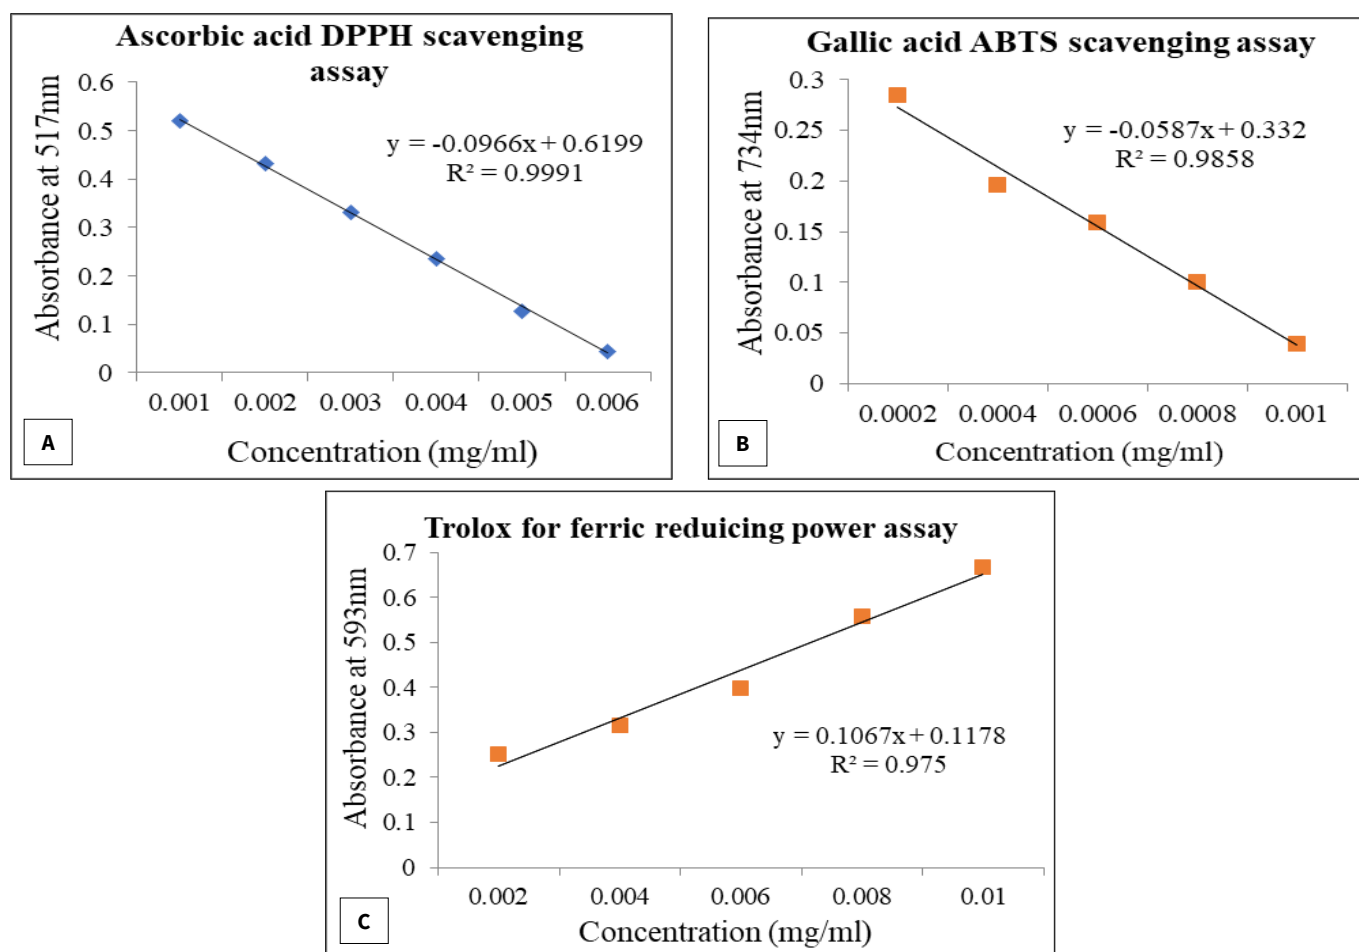 Ascorbic acid DPPH scavenging
assay
Absorbance at 517nm
0.6
0.5
0.4
0.3
0.2
0.1
0
y = -0.0966x + 0.6199
R² = 0.9991
0.001 0.002 0.003 0.004 0.005 0.006
Concentration (mg/ml)
A
Gallic acid ABTS scavenging assay
Absorbance at 734nm
0.3
0.25
0.2
0.15
0.1
0.05
0
y = -0.0587x + 0.332
R² = 0.9858
0.0002 0.0004 0.0006 0.0008 0.001
Concentration (mg/ml)
B
Trolox for ferric reduicing power assay
Absorbance at 593nm
0.7
0.6
0.5
0.4
0.3
0.2
0.1
0
y = 0.1067x + 0.1178
R² = 0.975
0.002 0.004 0.006 0.008 0.01
Concentration (mg/ml)
C